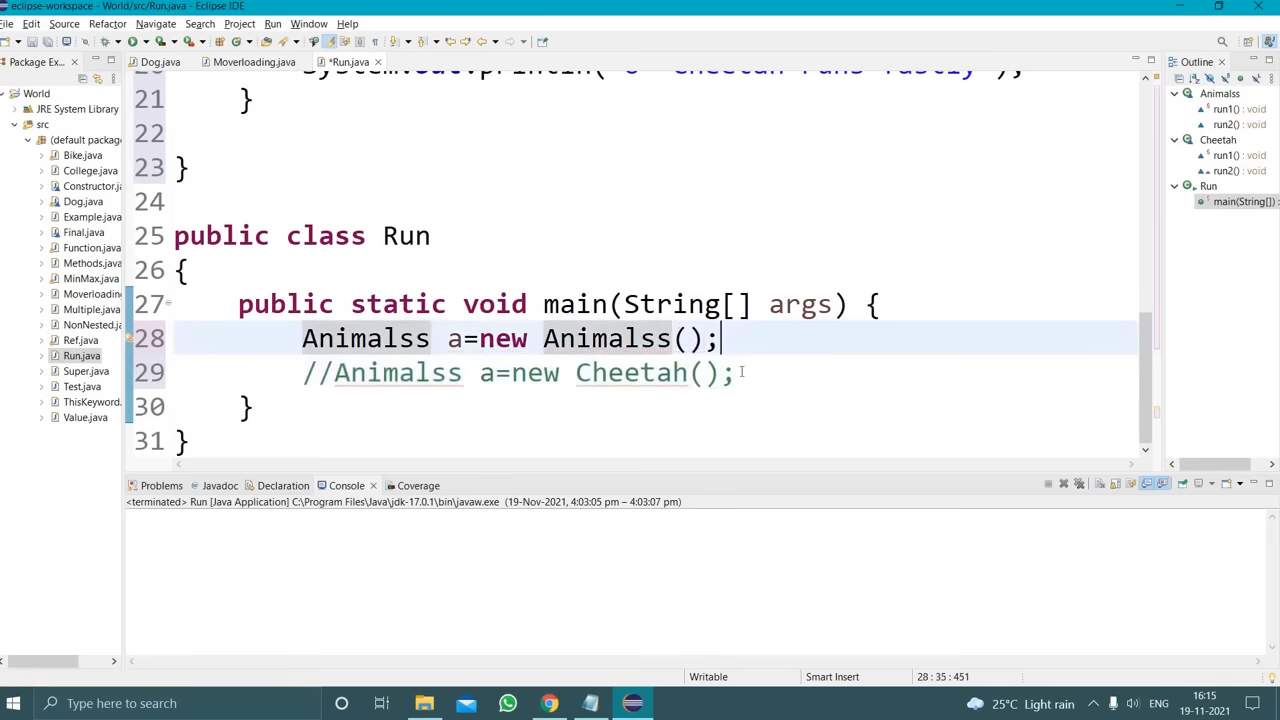 eclipse-workspace - World/src/Run.java - Eclipse IDE
File Edit Source Refactor Navigate Search Project Run Window Help
Package Ex...
Dog.java Moverloading.java *Run.java
Outline
World
JRE System Library
src
(default package
Bike.java
College.java
Constructor.ja
Dog.java
Example.java
Final.java
Function.java
Methods.java
MinMax.java
Moverloading
NonNested.ja
Ref.java
Run.java
Super.java
Test.java
ThisKeyword.
Value.java
21 }
22
23 }
24
25 public class Run
26 {
27 public static void main(String[] args) {
28 Animalss a=new Animalss();
29 //Animalss a=new Cheetah();
30 }
31 }
Animalss
run1() : void
run2() : void
Cheetah
run1() : void
run2() : void
Run
main(String[]) :
Problems Javadoc Declaration Console Coverage
<terminated> Run [Java Application] C:\Program Files\Java\jdk-17.0.1\bin\javaw.exe (19-Nov-2021, 4:03:05 pm – 4:03:07 pm)
Writable Smart Insert 28 : 35 : 451
Type here to search
25°C Light rain ENG 16:15
19-11-2021